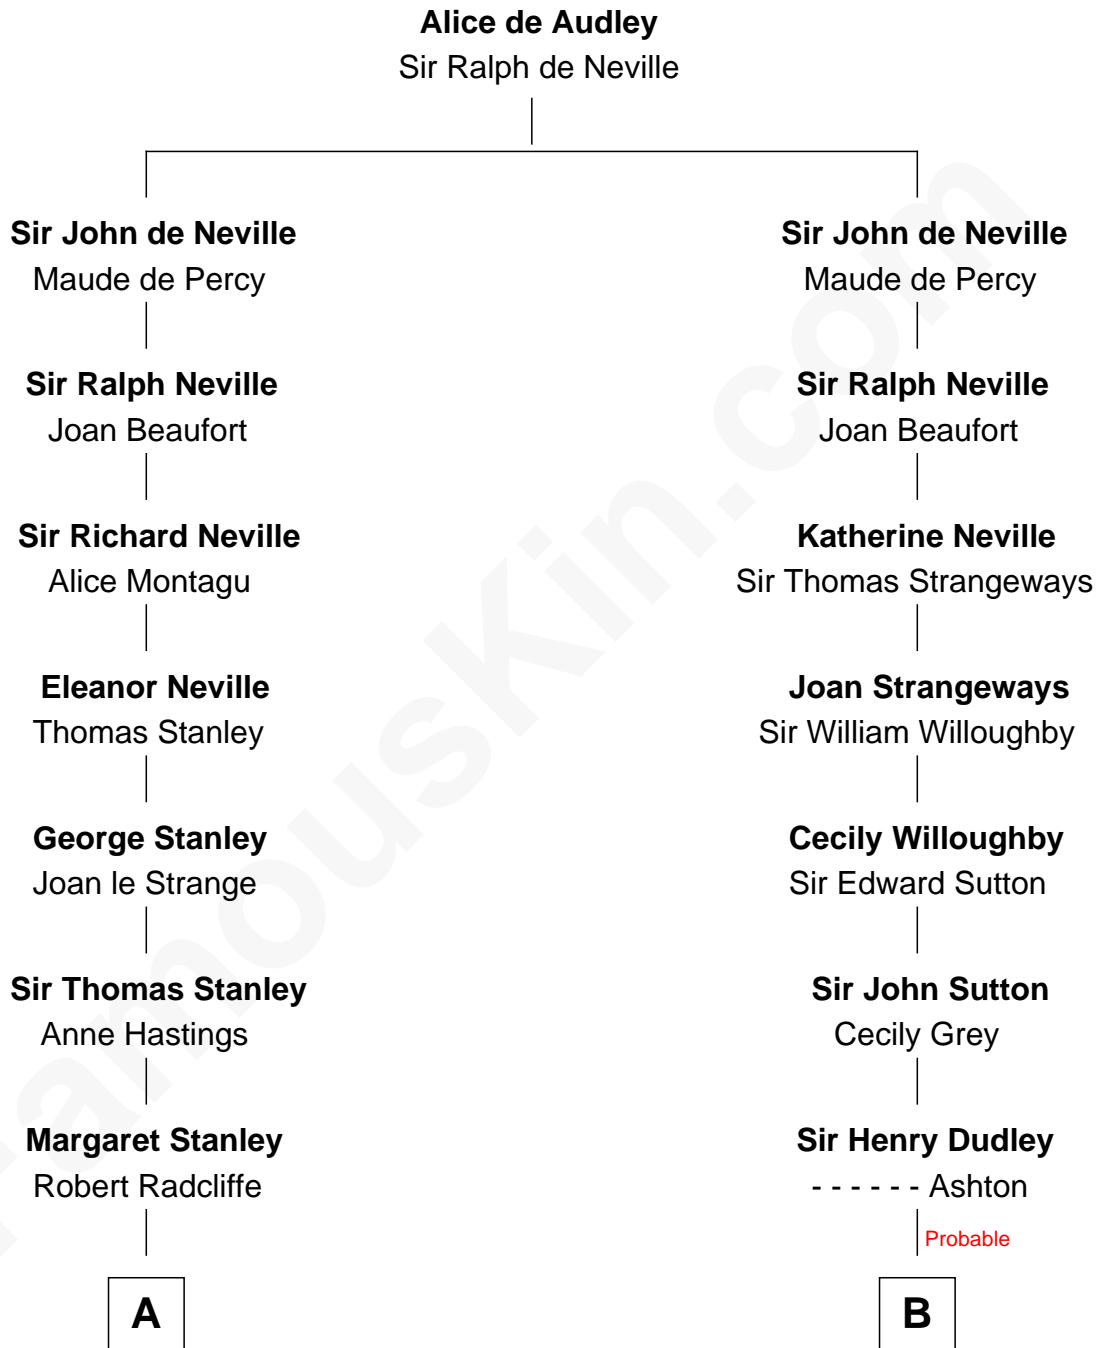 Alice de Audley
Sir Ralph de Neville
Sir John de Neville
Maude de Percy
Sir Ralph Neville
Joan Beaufort
Sir Richard Neville
Alice Montagu
Eleanor Neville
Thomas Stanley
George Stanley
Joan le Strange
Sir Thomas Stanley
Anne Hastings
Margaret Stanley
Robert Radcliffe
A
Sir John de Neville
Maude de Percy
Sir Ralph Neville
Joan Beaufort
Katherine Neville
Sir Thomas Strangeways
Joan Strangeways
Sir William Willoughby
Cecily Willoughby
Sir Edward Sutton
Sir John Sutton
Cecily Grey
Sir Henry Dudley
- - - - - - Ashton
Probable
B
FamousKin.com